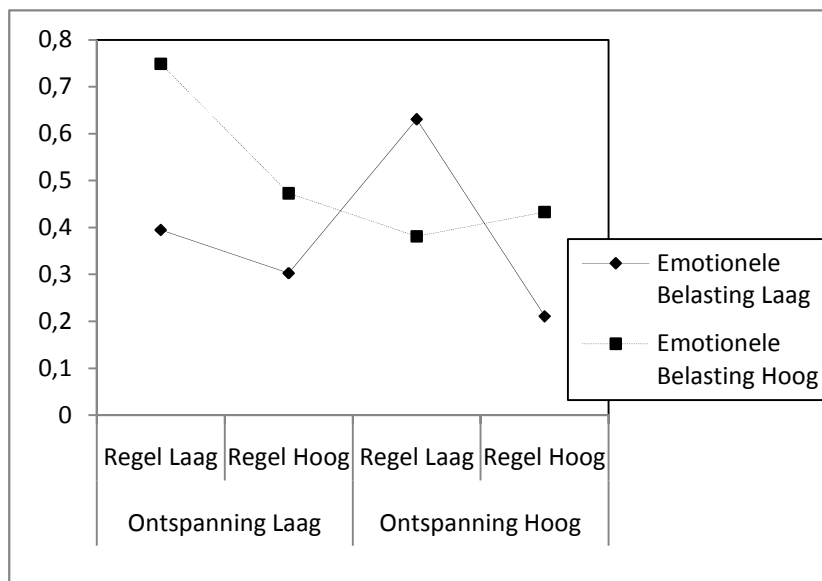 0,8
0,7
0,6
0,5
0,4
0,3
0,2
0,1
0
Regel Laag
Regel Hoog
Regel Laag
Regel Hoog
Ontspanning Laag
Ontspanning Hoog
Emotionele
Belasting Laag
Emotionele
Belasting Hoog